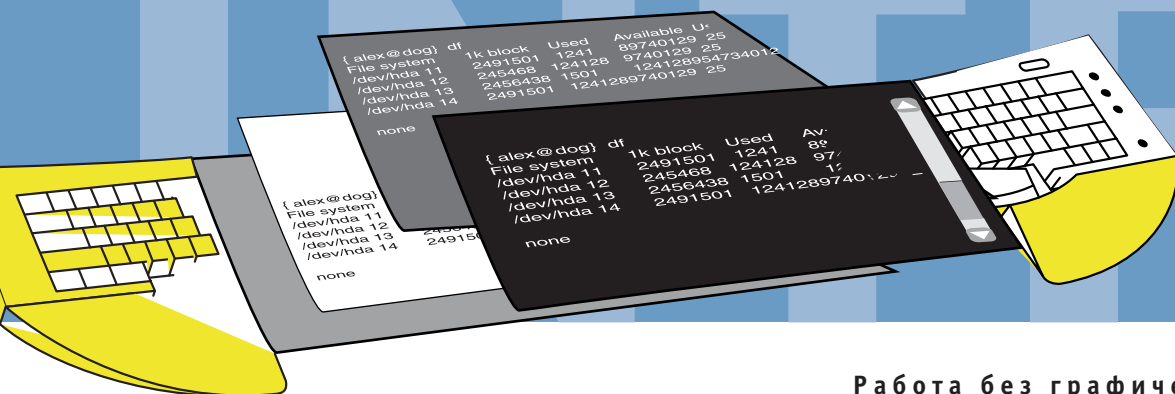 { alex@dog} df
File system 1k block Used Available
/dev/hda 11 2491501 1241 89740129 25
/dev/hda 12 245468 124128 9740129 25
/dev/hda 13 2456438 1501 124128954734012
/dev/hda 14 2491501 1241289740129 25
none
{ alex@dog}
File system
/dev/hda 11
/dev/hda 12
/dev/hda 13
/dev/hda 14
none
{ alex@dog} df
File system 1k block Used
/dev/hda 11 2491501 1241
/dev/hda 12 245468 124128
/dev/hda 13 2456438 1501
/dev/hda 14 2491501
none
Работа без